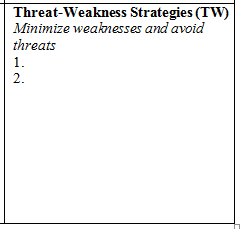 Threat-Weakness Strategies (TW)
Minimize weaknesses and avoid
threats
1.
2.